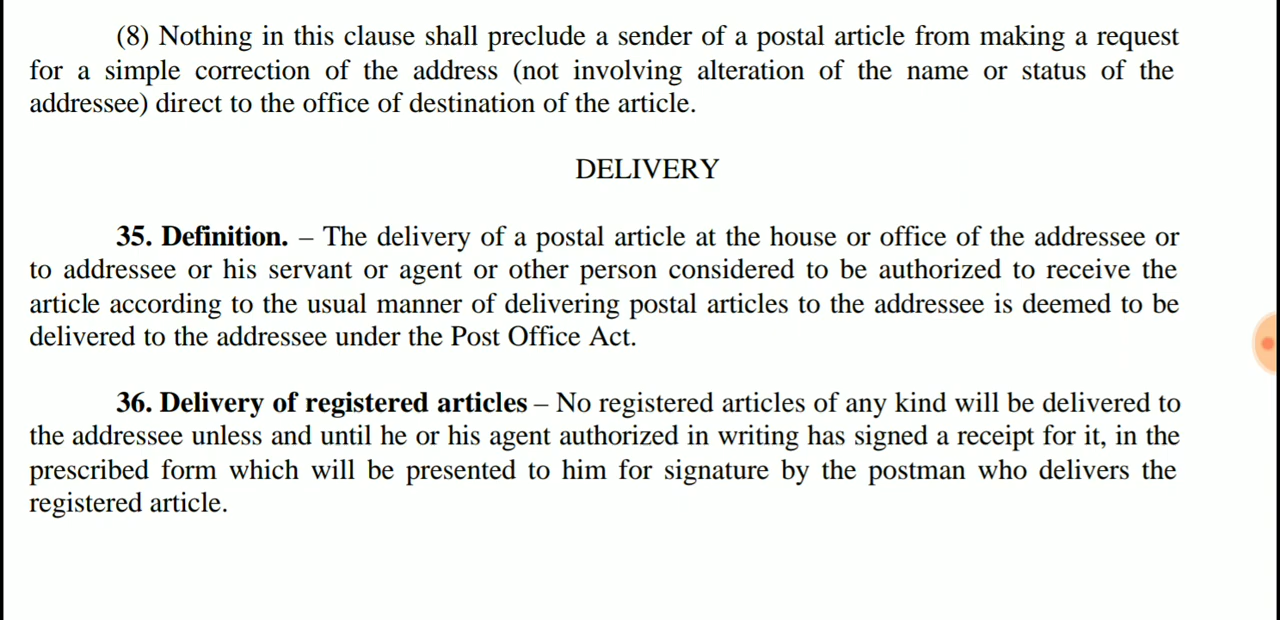 (8) Nothing in this clause shall preclude a sender of a postal article from making a request
for a simple correction of the address (not involving alteration of the name or status of the
addressee) direct to the office of destination of the article.
DELIVERY
35. Definition. – The delivery of a postal article at the house or office of the addressee or
to addressee or his servant or agent or other person considered to be authorized to receive the
article according to the usual manner of delivering postal articles to the addressee is deemed to be
delivered to the addressee under the Post Office Act.
36. Delivery of registered articles – No registered articles of any kind will be delivered to
the addressee unless and until he or his agent authorized in writing has signed a receipt for it, in the
prescribed form which will be presented to him for signature by the postman who delivers the
registered article.